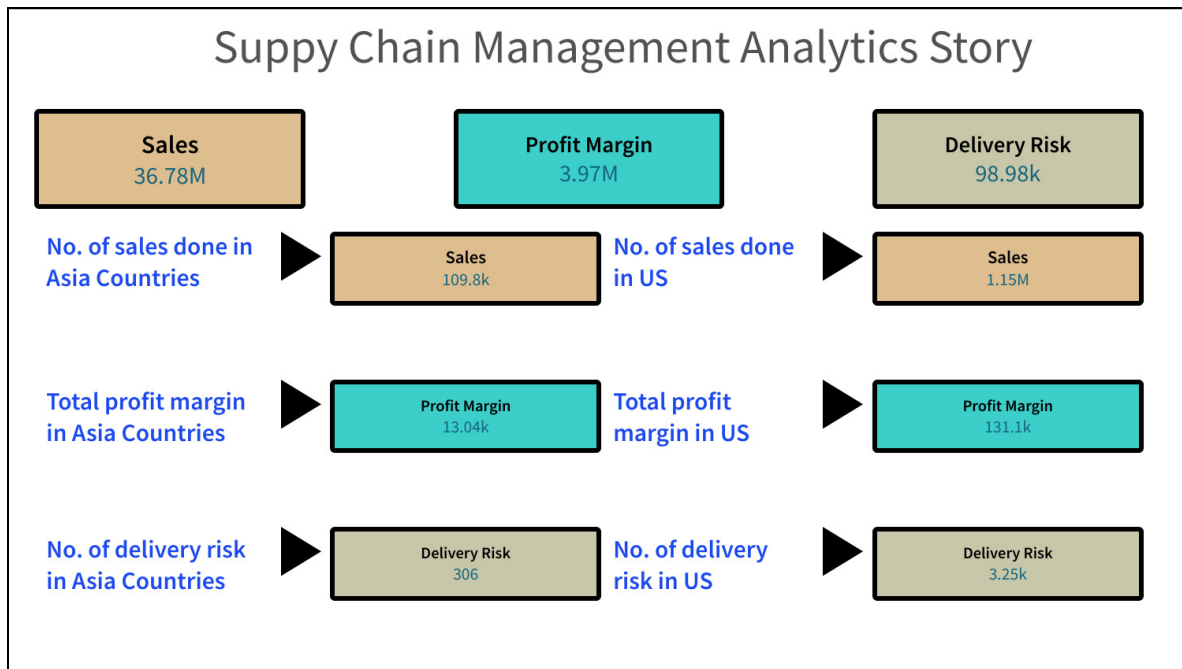 Suppy Chain Management Analytics Story
Sales
36.78M
Profit Margin
3.97M
Delivery Risk
98.98k
No. of sales done in
Asia Countries
Sales
109.8k
No. of sales done
in US
Sales
1.15M
Total profit margin
in Asia Countries
Profit Margin
13.04k
Total profit
margin in US
Profit Margin
131.1k
No. of delivery risk
in Asia Countries
Delivery Risk
306
No. of delivery
risk in US
Delivery Risk
3.25k